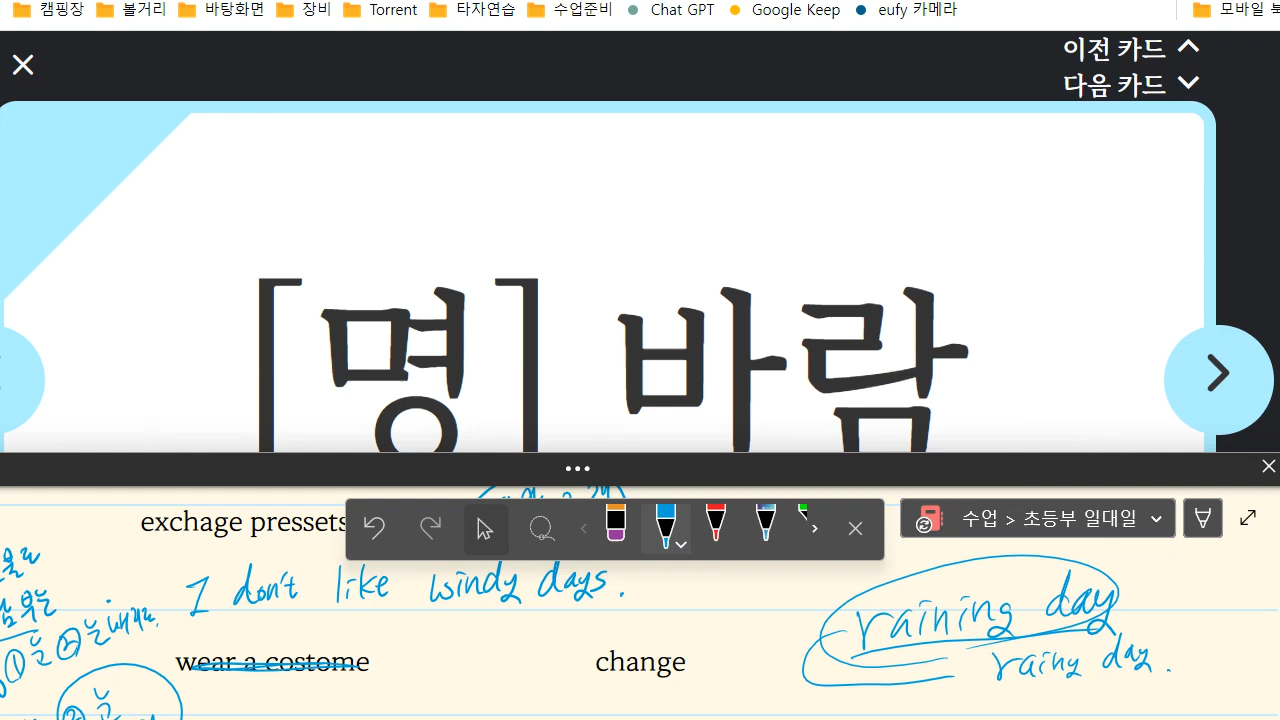 캠핑장 볼거리 바탕화면 장비 Torrent 타자연습 수업준비 Chat GPT Google Keep eufy 카메라 모바일 북
이전 카드
다음 카드
[명] 바람
exchage pressets
수업 > 초등부 일대일
I don't like windy days.
raining day
wear a costome change
rainy day.